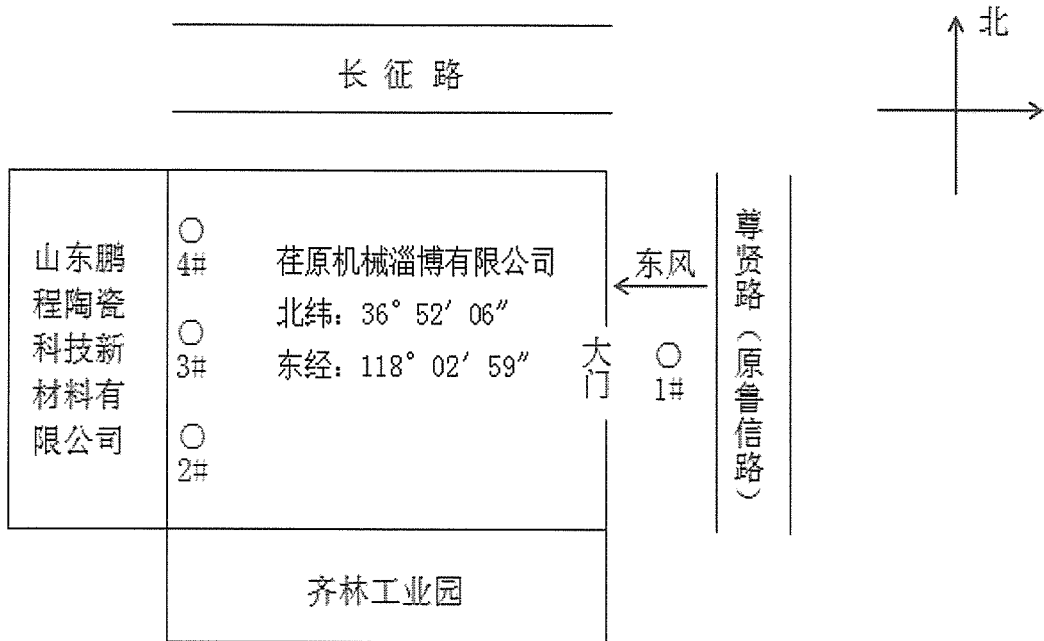 北
长征路
山东鹏
程陶瓷
科技新
材料有
限公司
4#
3#
2#
荏原机械淄博有限公司
北纬：36° 52′ 06″
东经：118° 02′ 59″
大门
东风
1#
尊贤路（原鲁信路）
齐林工业园